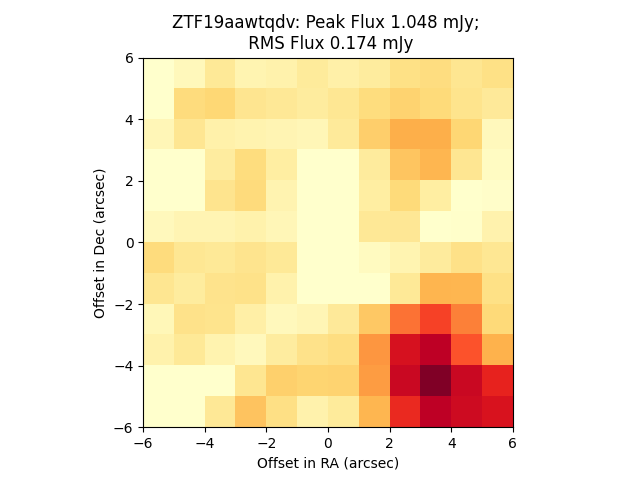 ZTF19aawtqdv: Peak Flux 1.048 mJy;
RMS Flux 0.174 mJy
6
4
2
0
−2
−4
−6
Offset in Dec (arcsec)
−6 −4 −2 0 2 4 6
Offset in RA (arcsec)